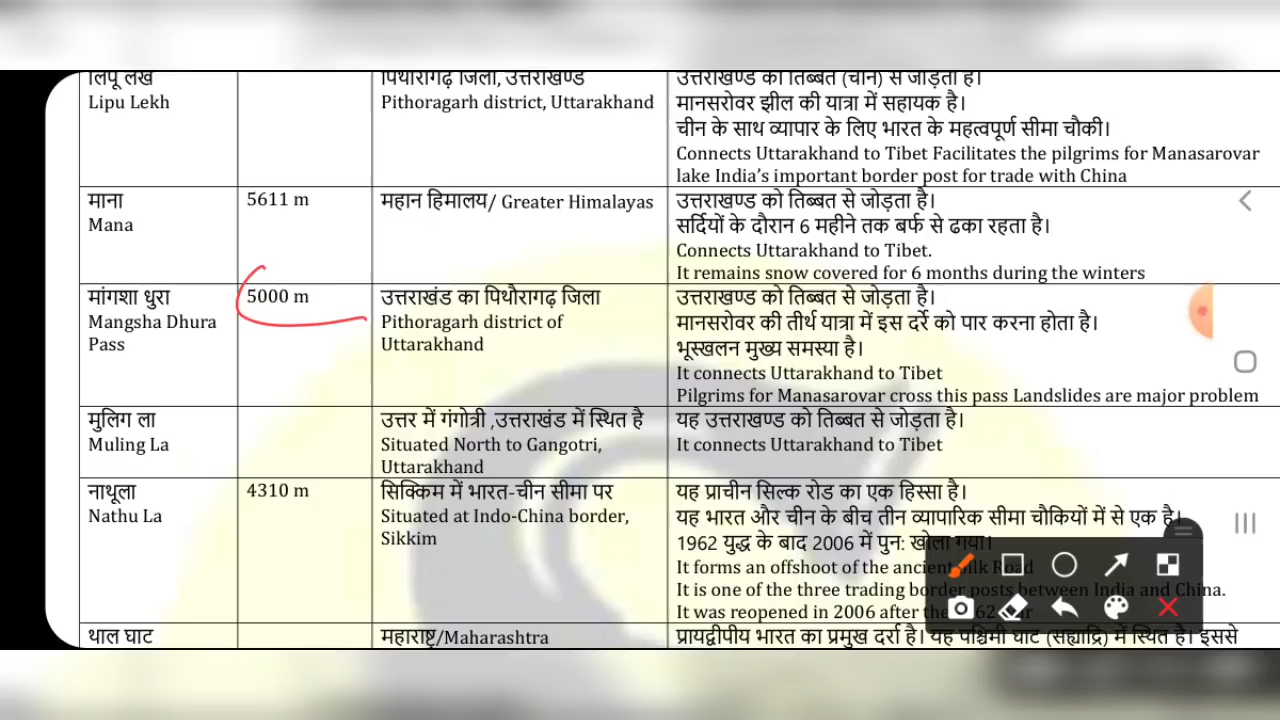 लिपू लेख
Lipu Lekh
पिथौरागढ़ जिला, उत्तराखण्ड
Pithoragarh district, Uttarakhand
उत्तराखण्ड को तिब्बत (चीन) से जोड़ता है।
मानसरोवर झील की यात्रा में सहायक है।
चीन के साथ व्यापार के लिए भारत के महत्वपूर्ण सीमा चौकी।
Connects Uttarakhand to Tibet Facilitates the pilgrims for Manasarovar
lake India’s important border post for trade with China
माना
Mana
5611 m
महान हिमालय/ Greater Himalayas
उत्तराखण्ड को तिब्बत से जोड़ता है।
सर्दियों के दौरान 6 महीने तक बर्फ से ढका रहता है।
Connects Uttarakhand to Tibet.
It remains snow covered for 6 months during the winters
मांगशा धुरा
Mangsha Dhura
Pass
5000 m
उत्तराखंड का पिथौरागढ़ जिला
Pithoragarh district of
Uttarakhand
उत्तराखण्ड को तिब्बत से जोड़ता है।
मानसरोवर की तीर्थ यात्रा में इस दर्रे को पार करना होता है।
भूस्खलन मुख्य समस्या है।
It connects Uttarakhand to Tibet
Pilgrims for Manasarovar cross this pass Landslides are major problem
मुलिग ला
Muling La
उत्तर में गंगोत्री ,उत्तराखंड में स्थित है
Situated North to Gangotri,
Uttarakhand
यह उत्तराखण्ड को तिब्बत से जोड़ता है।
It connects Uttarakhand to Tibet
नाथूला
Nathu La
4310 m
सिक्किम में भारत-चीन सीमा पर
Situated at Indo-China border,
Sikkim
यह प्राचीन सिल्क रोड का एक हिस्सा है।
यह भारत और चीन के बीच तीन व्यापारिक सीमा चौकियों में से एक है।
1962 युद्ध के बाद 2006 में पुन: खोला गया।
It forms an offshoot of the ancient Silk Road
It is one of the three trading border posts between India and China.
It was reopened in 2006 after the
थाल घाट
महाराष्ट्र/Maharashtra
प्रायद्वीपीय भारत का प्रमुख दर्रा है। यह पश्चिमी घाट (सह्याद्रि) में स्थित है। इससे